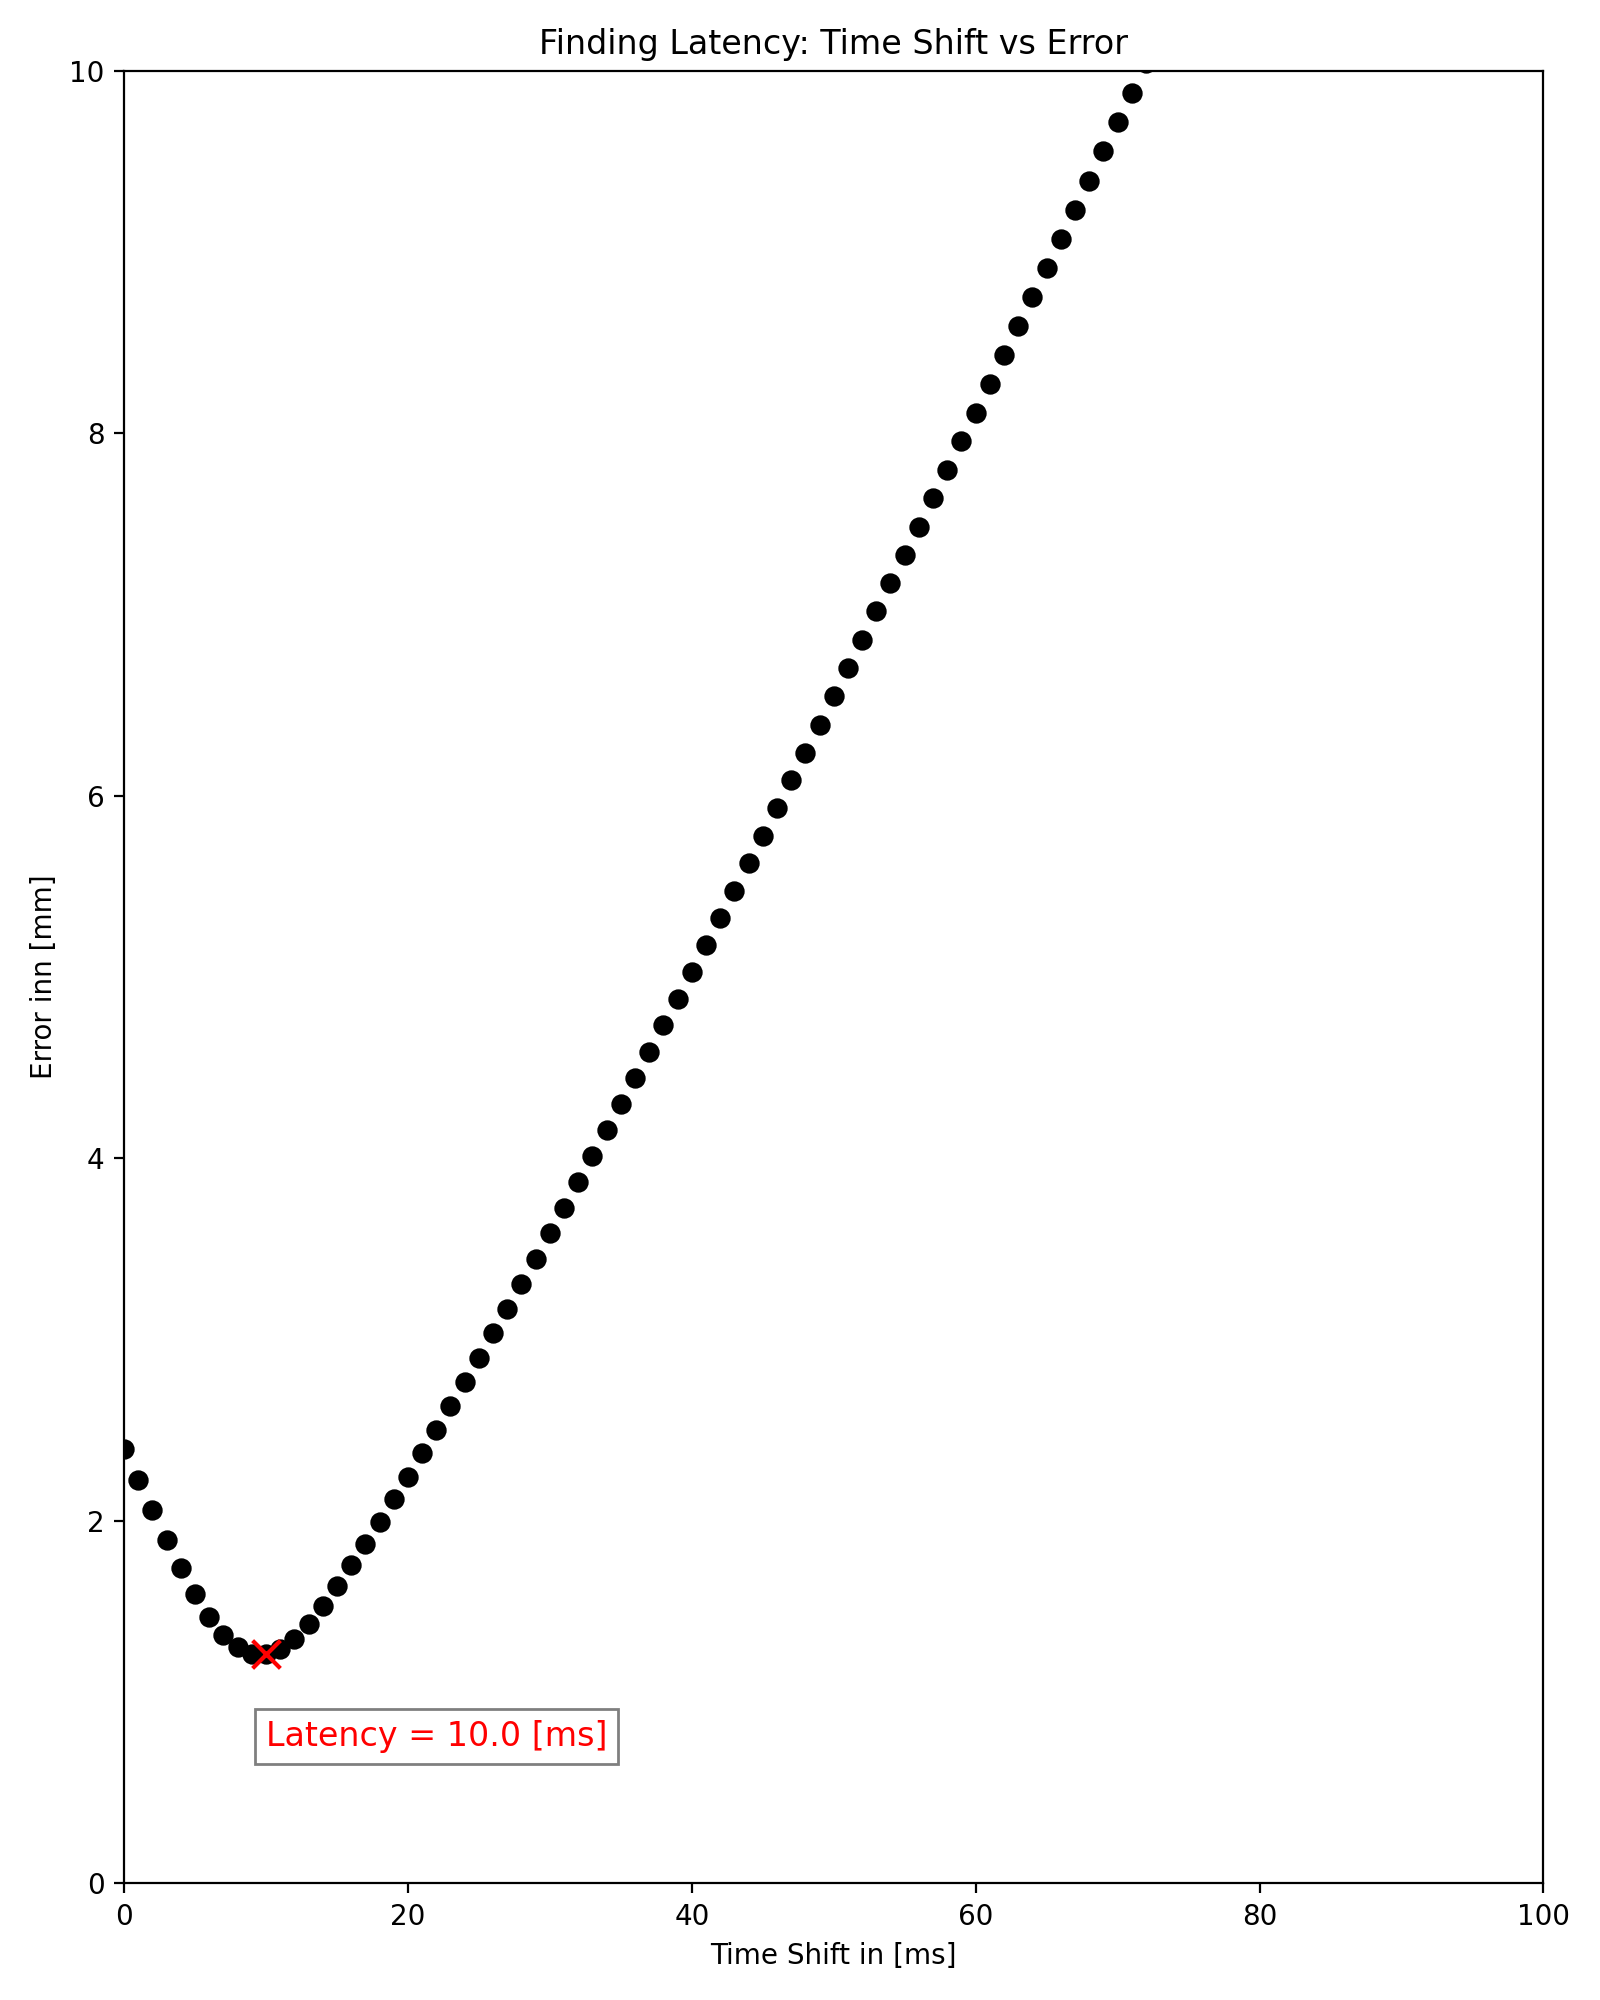 Finding Latency: Time Shift vs Error
10
8
6
4
2
0
Error inn [mm]
Latency = 10.0 [ms]
0 20 40 60 80 100
Time Shift in [ms]